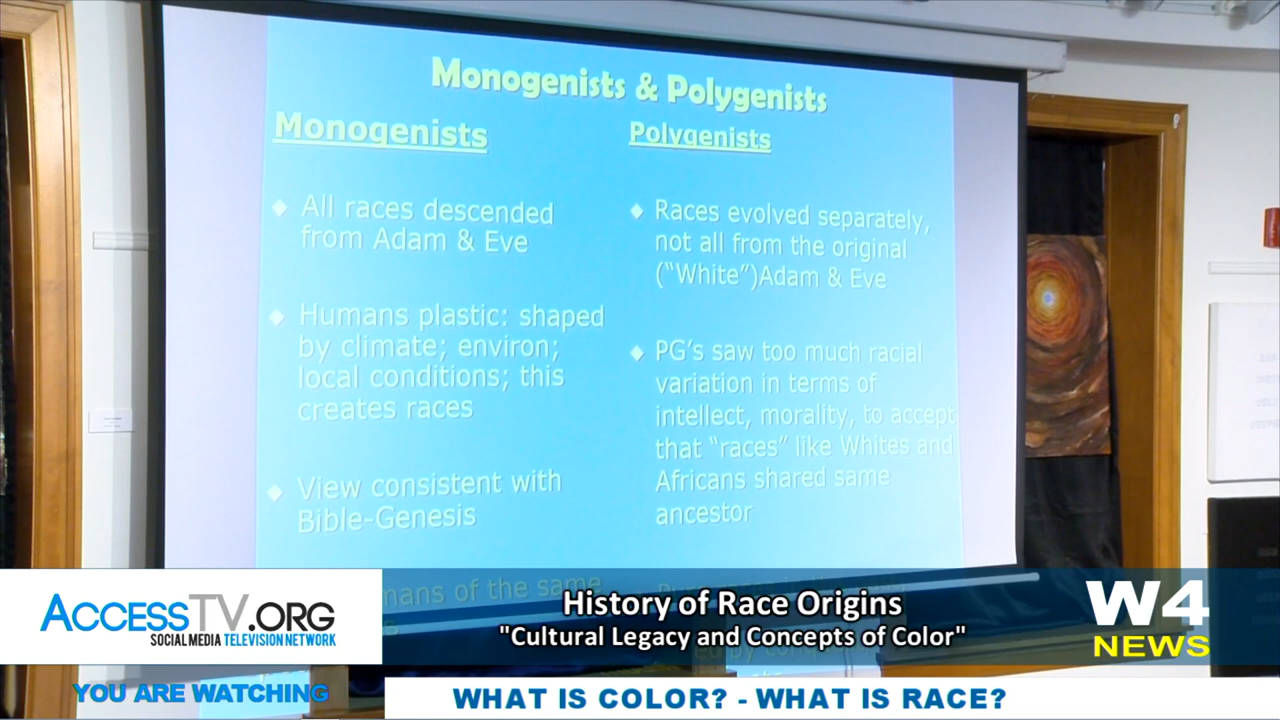 Monogenists & Polygenists
Monogenists
All races descended
from Adam & Eve
Humans plastic: shaped
by climate; environ;
local conditions; this
creates races
View consistent with
Bible-Genesis
mans of the same
Polygenists
Races evolved separately,
not all from the original
("White")Adam & Eve
PG's saw too much racial
variation in terms of
intellect, morality, to accept
that "races" like Whites and
Africans shared same
ancestor
ACCESSTV.ORG
SOCIAL MEDIA TELEVISION NETWORK
History of Race Origins
"Cultural Legacy and Concepts of Color"
W4
NEWS
YOU ARE WATCHING
WHAT IS COLOR? - WHAT IS RACE?